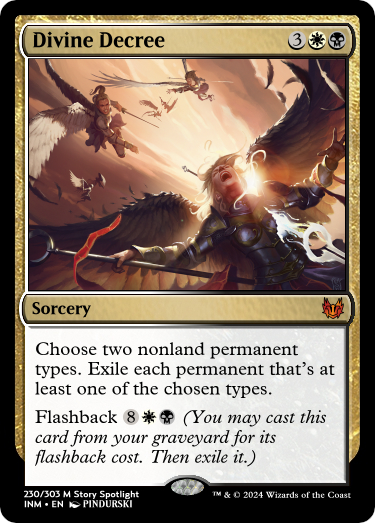 Divine Decree 3
Sorcery
Choose two nonland permanent
types. Exile each permanent that's at
least one of the chosen types.
Flashback 8 (You may cast this
card from your graveyard for its
flashback cost. Then exile it.)
230/303 M Story Spotlight
INM • EN PINDURSKI
™ & © 2024 Wizards of the Coast